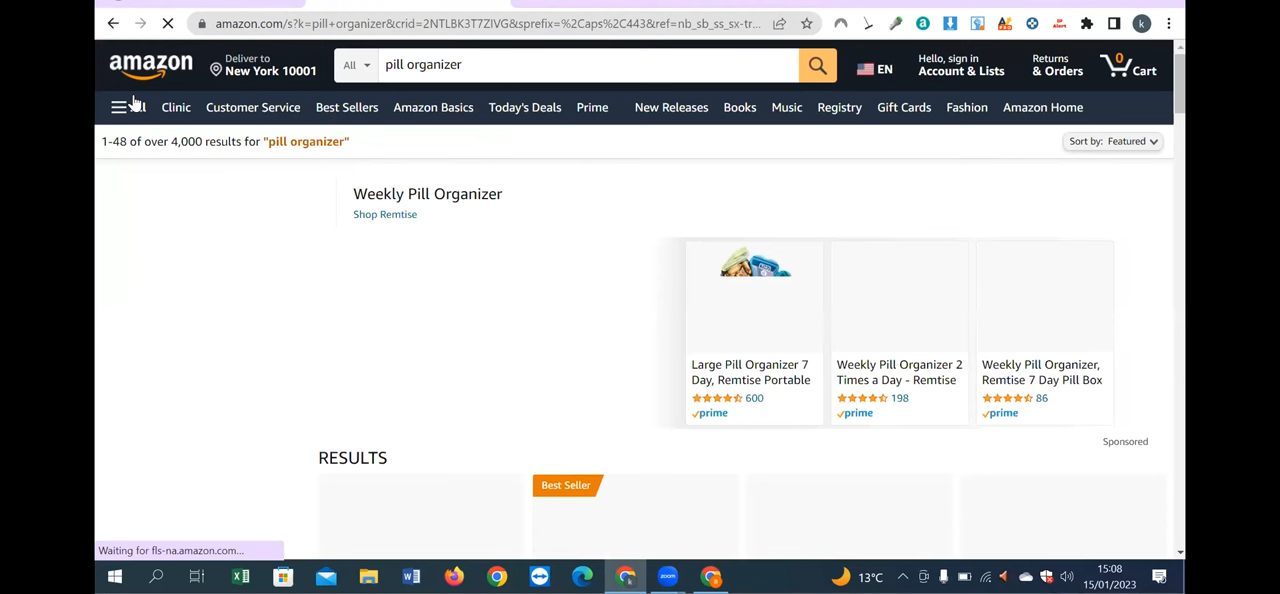 amazon.com/s?k=pill+organizer&crid=2NTLBK3T7ZIVG&sprefix=%2Caps%2C443&ref=nb_sb_ss_sx-tr...
amazon
Deliver to
New York 10001
All
pill organizer
EN
Hello, sign in
Account & Lists
Returns
& Orders
0
Cart
Clinic
Customer Service
Best Sellers
Amazon Basics
Today's Deals
Prime
New Releases
Books
Music
Registry
Gift Cards
Fashion
Amazon Home
1-48 of over 4,000 results for "pill organizer"
Sort by: Featured
Weekly Pill Organizer
Shop Remtise
Large Pill Organizer 7
Day, Remtise Portable
600
prime
Weekly Pill Organizer 2
Times a Day - Remtise
198
prime
Weekly Pill Organizer,
Remtise 7 Day Pill Box
86
prime
Sponsored
RESULTS
Best Seller
Waiting for fls-na.amazon.com...
zoom
13°C
15:08
15/01/2023